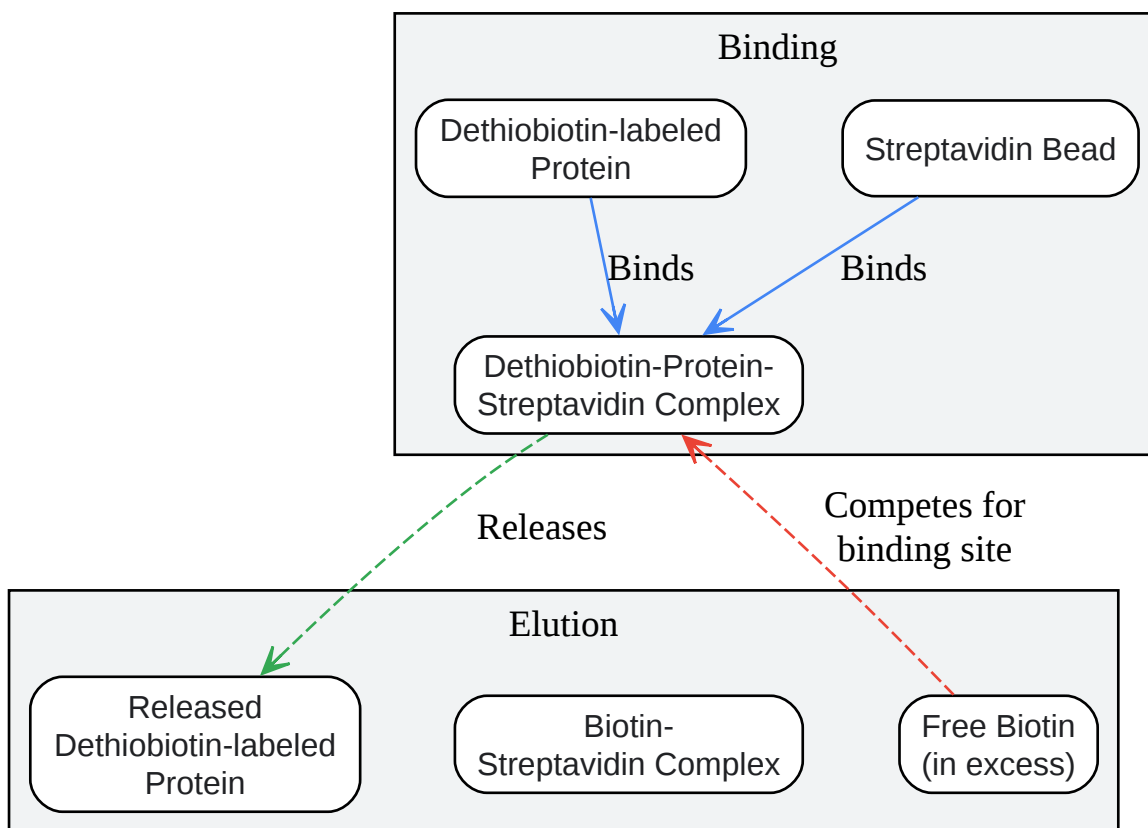 Binding
Dethiobiotin-labeled
Protein
Streptavidin Bead
Binds
Binds
Dethiobiotin-Protein-
Streptavidin Complex
Releases
Competes for
binding site
Elution
Released
Dethiobiotin-labeled
Protein
Biotin-
Streptavidin Complex
Free Biotin
(in excess)